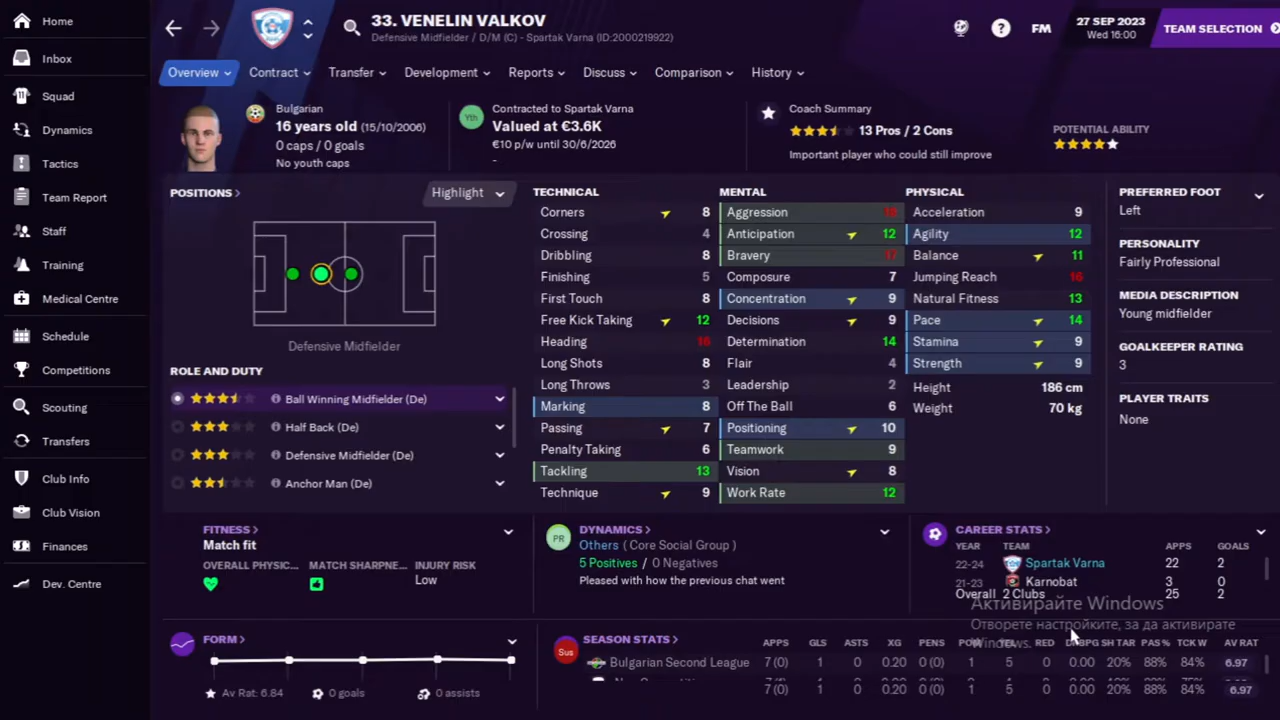 Home
Inbox
Squad
Dynamics
Tactics
Team Report
Staff
Training
Medical Centre
Schedule
Competitions
Scouting
Transfers
Club Info
Club Vision
Finances
Dev. Centre
33. VENELIN VALKOV
Defensive Midfielder / D/M (C) - Spartak Varna (ID:2000219922)
FM
27 SEP 2023
Wed 16:00
TEAM SELECTION
Overview Contract Transfer Development Reports Discuss Comparison History
Bulgarian
16 years old (15/10/2006)
0 caps / 0 goals
No youth caps
Yth
Contracted to Spartak Varna
Valued at €3.6K
€10 p/w until 30/6/2026
-
Coach Summary
13 Pros / 2 Cons
Important player who could still improve
POTENTIAL ABILITY
POSITIONS
Highlight
Defensive Midfielder
ROLE AND DUTY
Ball Winning Midfielder (De)
Half Back (De)
Defensive Midfielder (De)
Anchor Man (De)
TECHNICAL
Corners 8
Crossing 4
Dribbling 8
Finishing 5
First Touch 8
Free Kick Taking 12
Heading 16
Long Shots 8
Long Throws 3
Marking 8
Passing 7
Penalty Taking 6
Tackling 13
Technique 9
MENTAL
Aggression
Anticipation 12
Bravery 17
Composure 7
Concentration 9
Decisions 9
Determination 14
Flair 4
Leadership 2
Off The Ball 6
Positioning 10
Teamwork 9
Vision 8
Work Rate 12
PHYSICAL
Acceleration 9
Agility 12
Balance 11
Jumping Reach 16
Natural Fitness 13
Pace 14
Stamina 9
Strength 9
Height 186 cm
Weight 70 kg
PREFERRED FOOT
Left
PERSONALITY
Fairly Professional
MEDIA DESCRIPTION
Young midfielder
GOALKEEPER RATING
3
PLAYER TRAITS
None
FITNESS
Match fit
OVERALL PHYSIC... MATCH SHARPNE... INJURY RISK
Low
PR
DYNAMICS
Others ( Core Social Group )
5 Positives / 0 Negatives
Pleased with how the previous chat went
CAREER STATS
YEAR TEAM APPS GOALS
22-24 Spartak Varna 22 2
21-23 Karnobat 3 0
Overall 2 Clubs 25 2
Активирайте Windows
Отворете настройките, за да активирате
Windows.
FORM
Av Rat: 6.84 0 goals 0 assists
Sus
SEASON STATS
APPS GLS ASTS XG PENS POM YEL RED SH TAR PAS % TCK W AV RAT
Bulgarian Second League 7 (0) 1 0 0.20 0 (0) 1 5 0 0.00 20% 88% 84% 6.97
7 (0) 1 0 0.20 0 (0) 1 5 0 0.00 20% 88% 84% 6.97